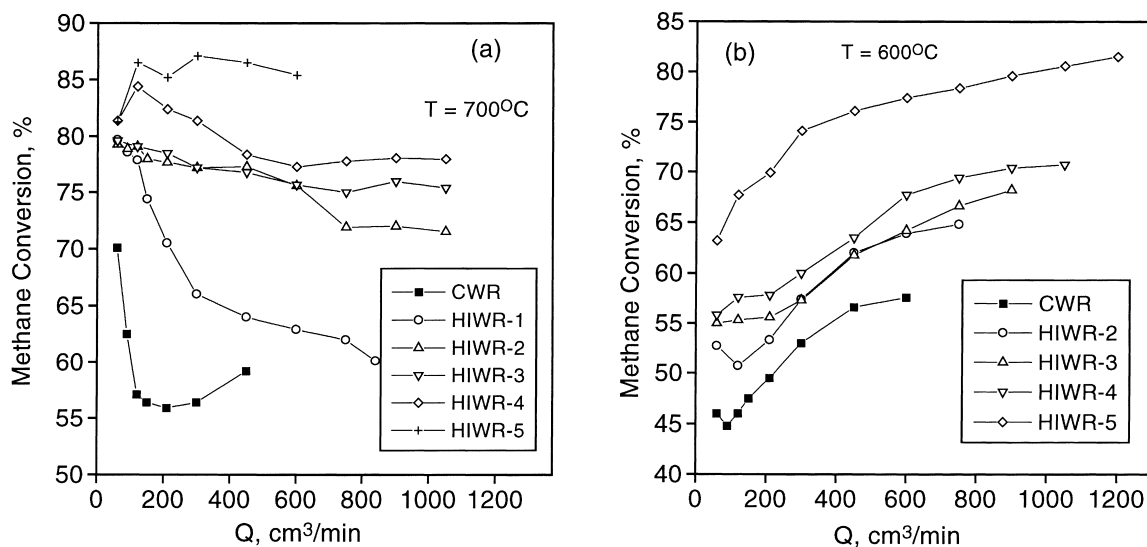 (a)
T = 700ºC
90
85
80
75
70
65
60
55
50
Methane Conversion, %
CWR
HIWR-1
HIWR-2
HIWR-3
HIWR-4
HIWR-5
0 200 400 600 800 1000 1200
Q, cm³/min
(b)
T = 600ºC
85
80
75
70
65
60
55
50
45
40
Methane Conversion, %
CWR
HIWR-2
HIWR-3
HIWR-4
HIWR-5
0 200 400 600 800 1000 1200
Q, cm³/min